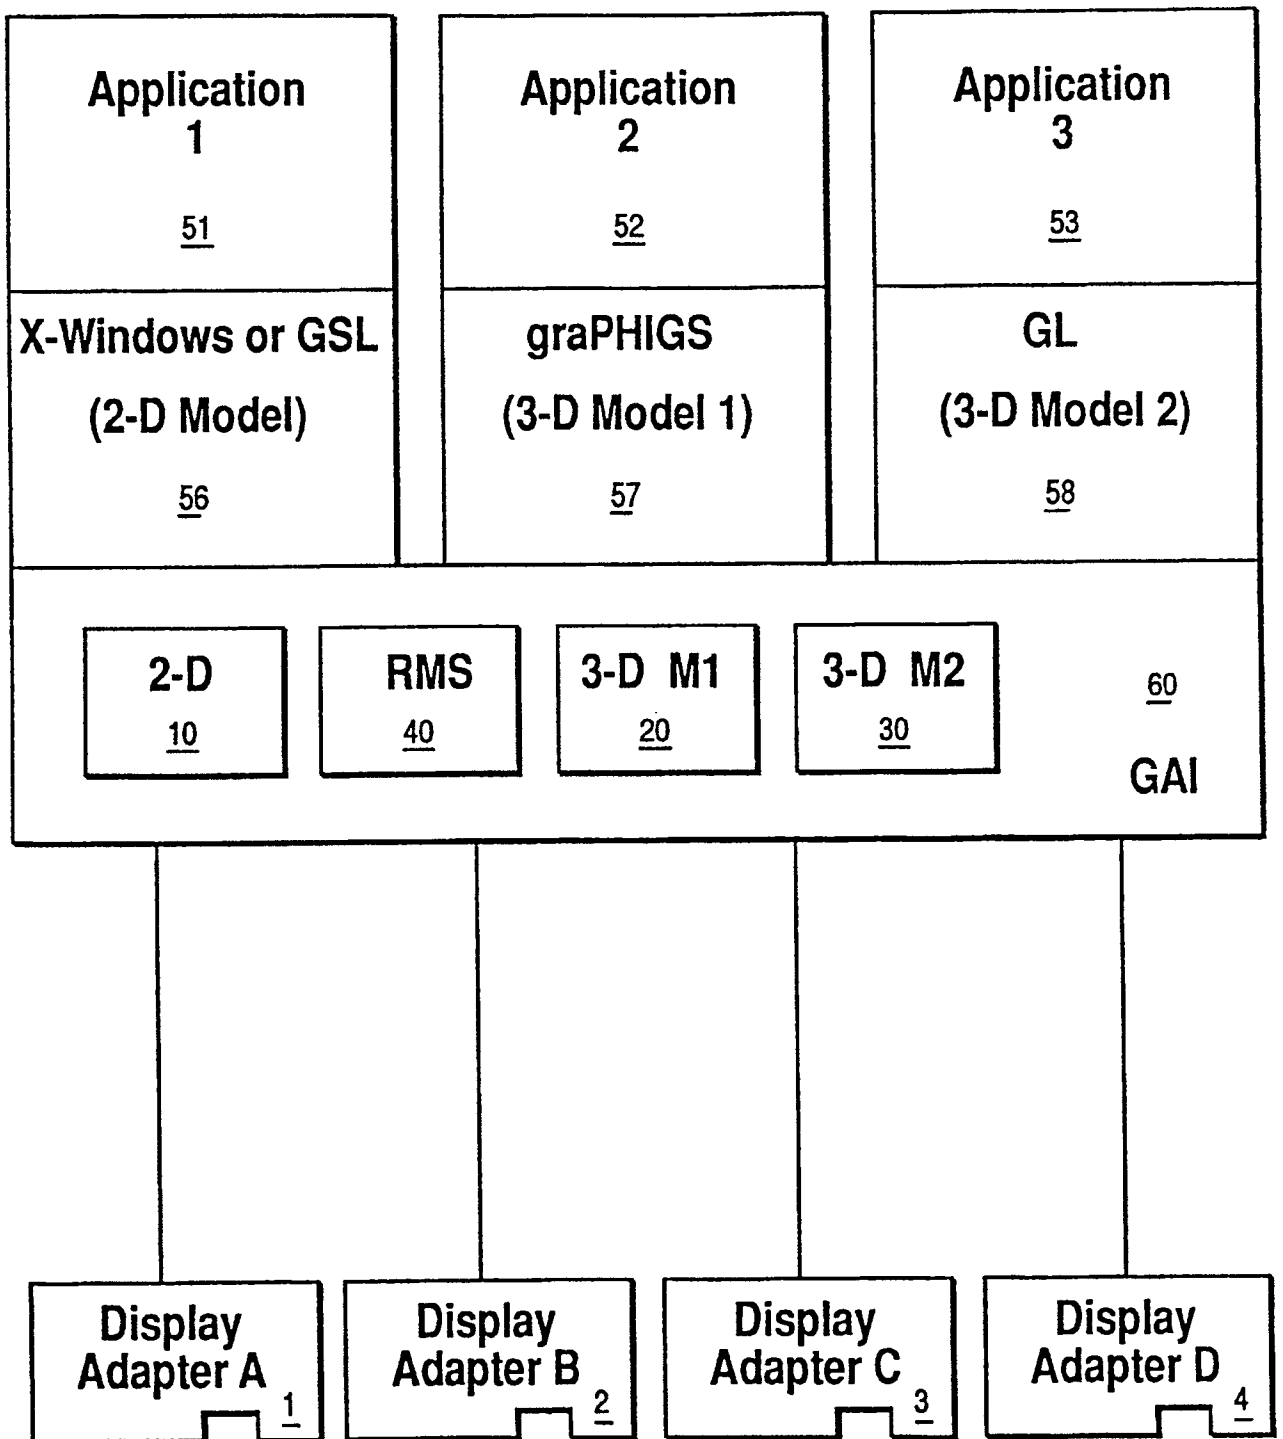 Application
1
51
Application
2
52
Application
3
53
X-Windows or GSL
(2-D Model)
56
graPHIGS
(3-D Model 1)
57
GL
(3-D Model 2)
58
2-D
10
RMS
40
3-D M1
20
3-D M2
30
60
GAI
Display
Adapter A
1
Display
Adapter B
2
Display
Adapter C
3
Display
Adapter D
4